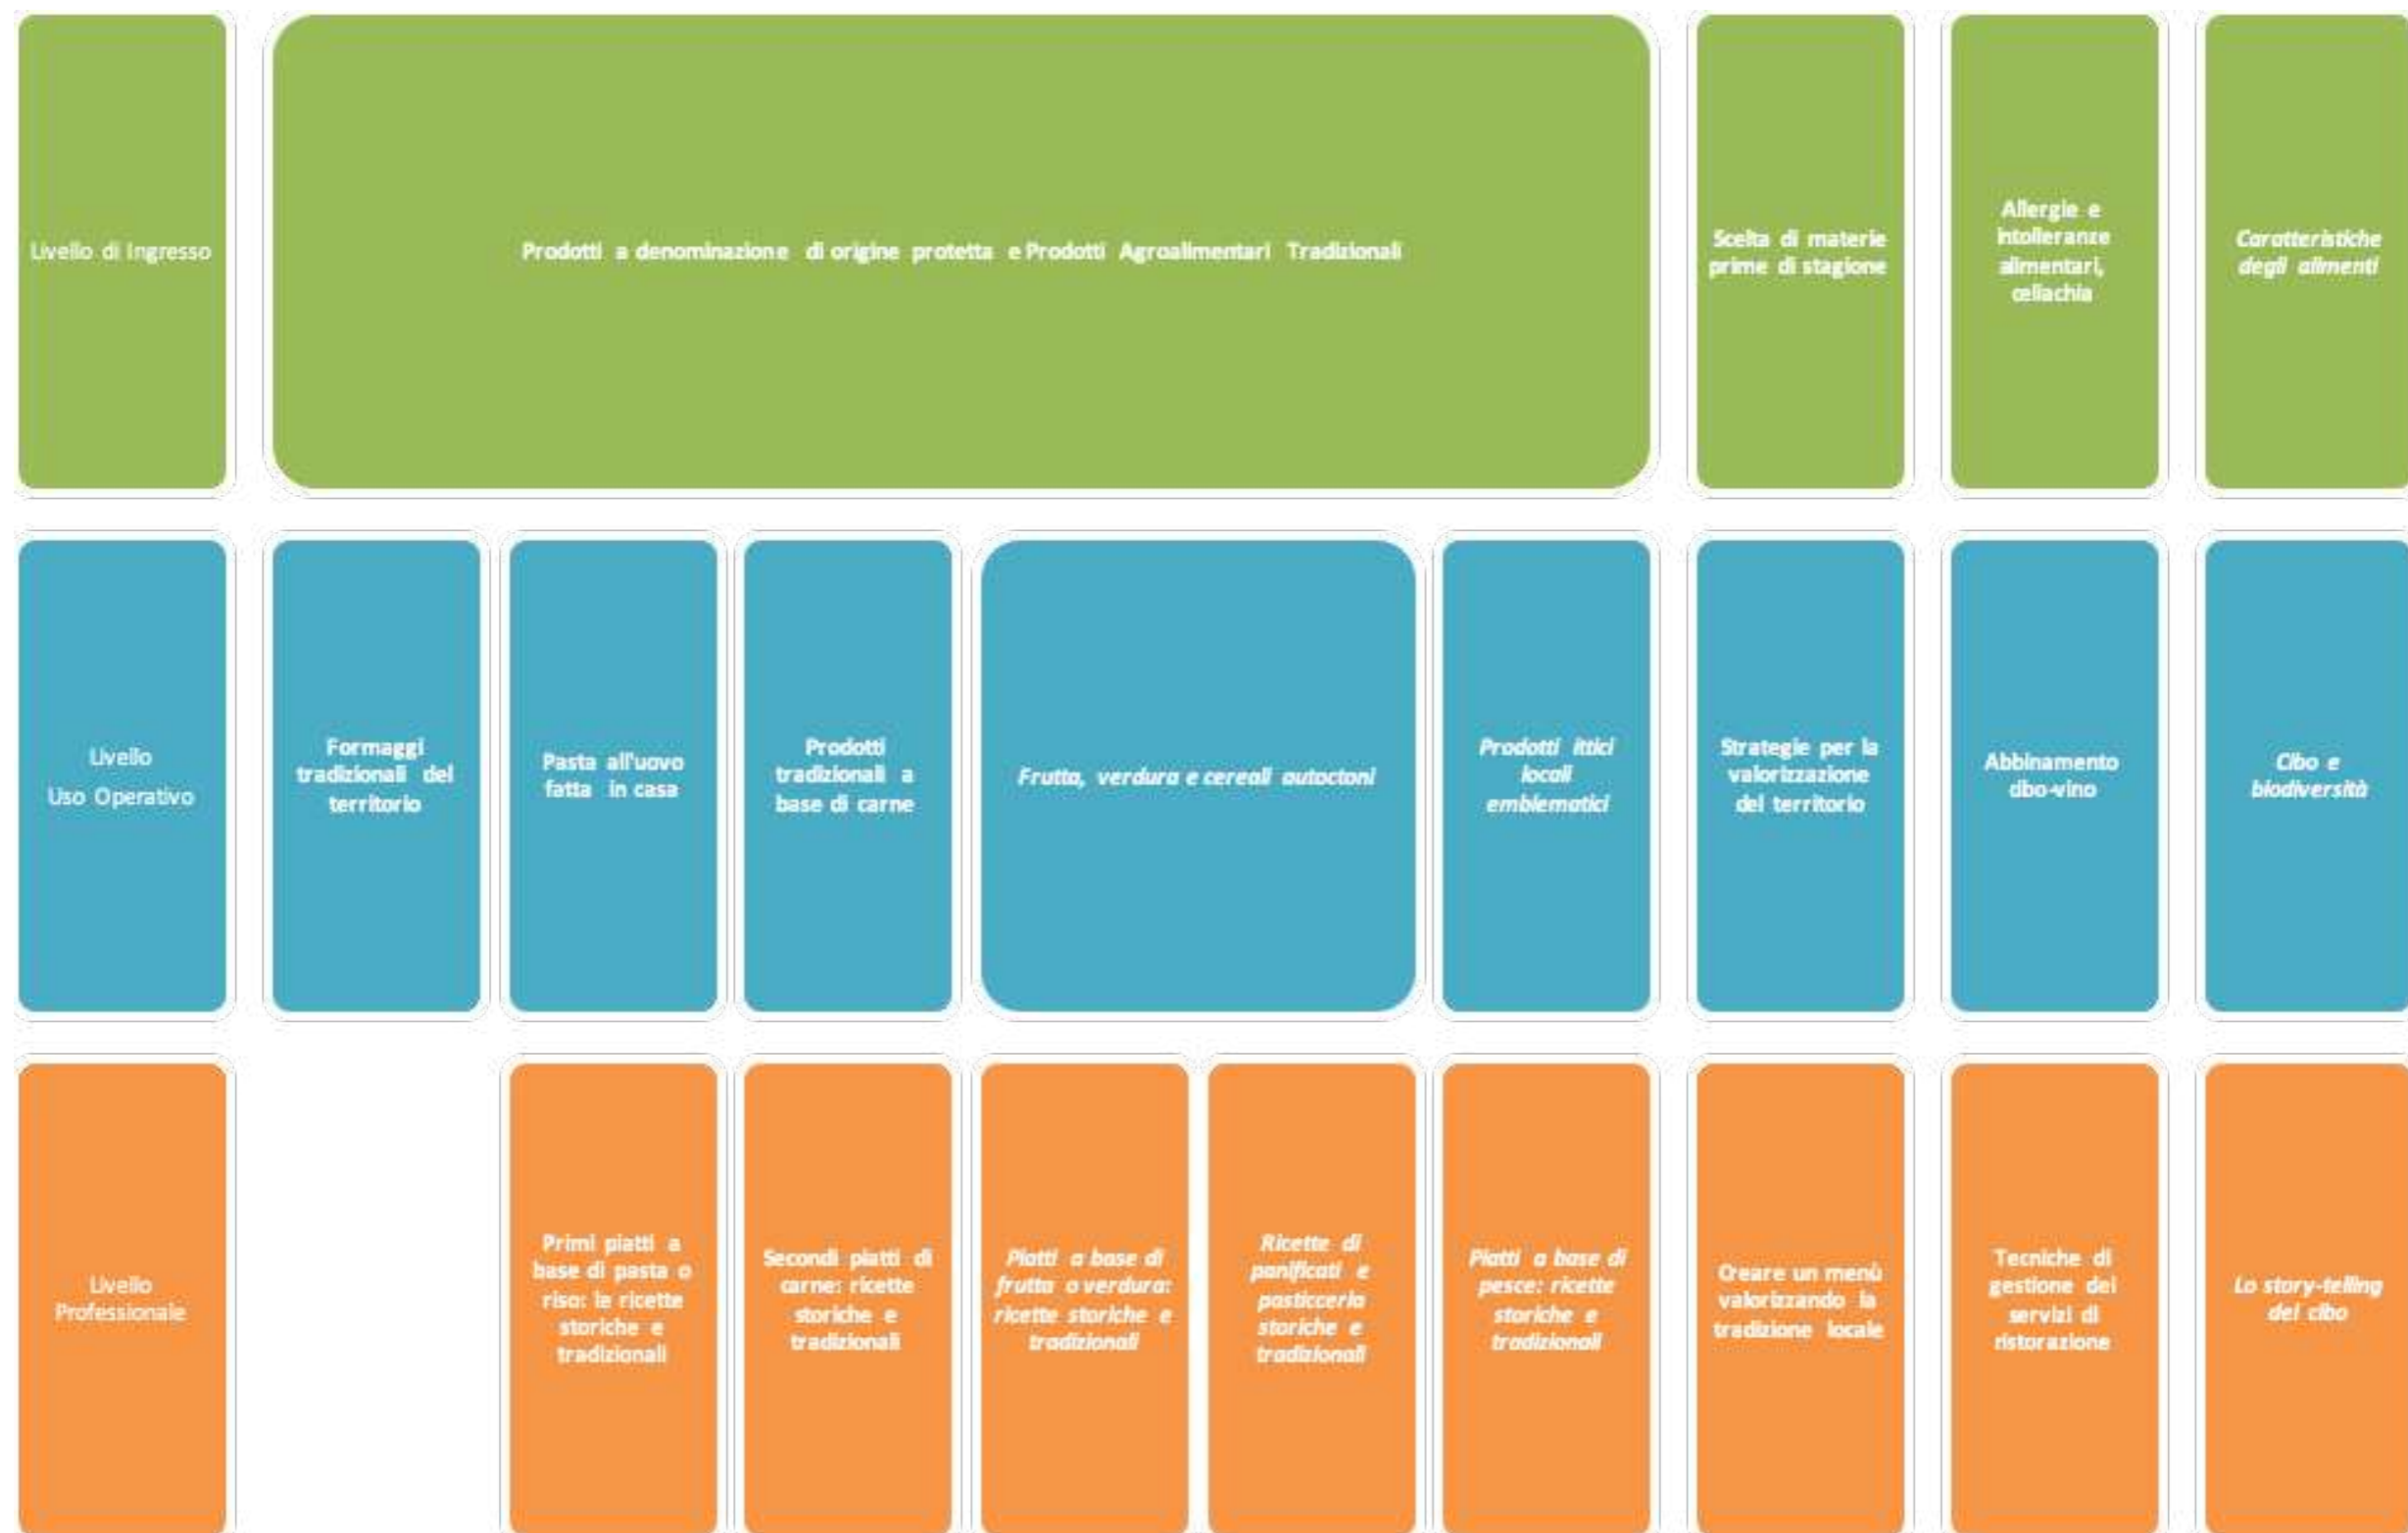 Livello di Ingresso
Prodotti a denominazione di origine protetta e Prodotti Agroalimentari Tradizionali
Scelta di materie
prime di stagione
Allergie e
intolleranze
alimentari,
celiachia
Caratteristiche
degli alimenti
Livello
Uso Operativo
Formaggi
tradizionali del
territorio
Pasta all'uovo
fatta in casa
Prodotti
tradizionali a
base di carne
Frutta, verdura e cereali autoctoni
Prodotti ittici
locali
emblematici
Strategie per la
valorizzazione
del territorio
Abbinamento
cibo-vino
Cibo e
biodiversità
Livello
Professionale
Primi piatti a
base di pasta o
riso: le ricette
storiche e
tradizionali
Secondi piatti di
carne: ricette
storiche e
tradizionali
Piatti a base di
frutta o verdura:
ricette storiche e
tradizionali
Ricette di
panificati e
pasticceria
storiche e
tradizionali
Piatti a base di
pesce: ricette
storiche e
tradizionali
Creare un menù
valorizzando la
tradizione locale
Tecniche di
gestione dei
servizi di
ristorazione
Lo story-telling
del cibo